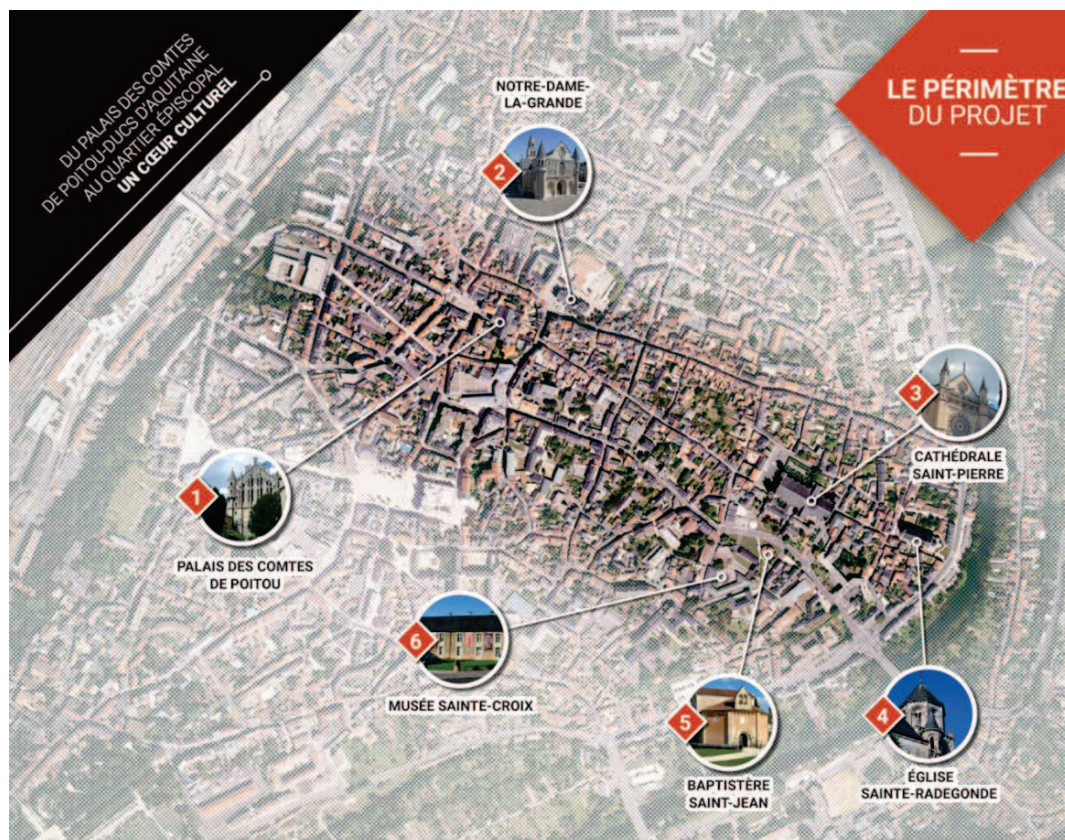 DU PALAIS DES COMTES
DE POITOU-DUCS D'AQUITAINE
AU QUARTIER ÉPISCOPAL
UN CŒUR CULTUREL
LE PÉRIMÈTRE
DU PROJET
NOTRE-DAME-
LA-GRANDE
2
3
CATHÉDRALE
SAINT-PIERRE
1
PALAIS DES COMTES
DE POITOU
6
MUSÉE SAINTE-CROIX
5
BAPTISTÈRE
SAINT-JEAN
4
ÉGLISE
SAINTE-RADEGONDE